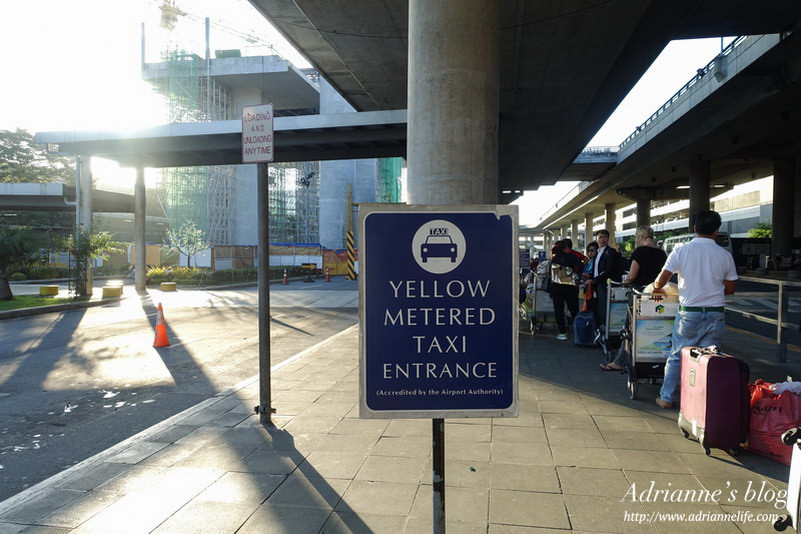 LOADING
AND
UNLOADING
ANYTIME
TAXI
YELLOW
METERED
TAXI
ENTRANCE
(Accredited by the Airport Authority)
Adrianne's blog
http://www.adriannelife.com